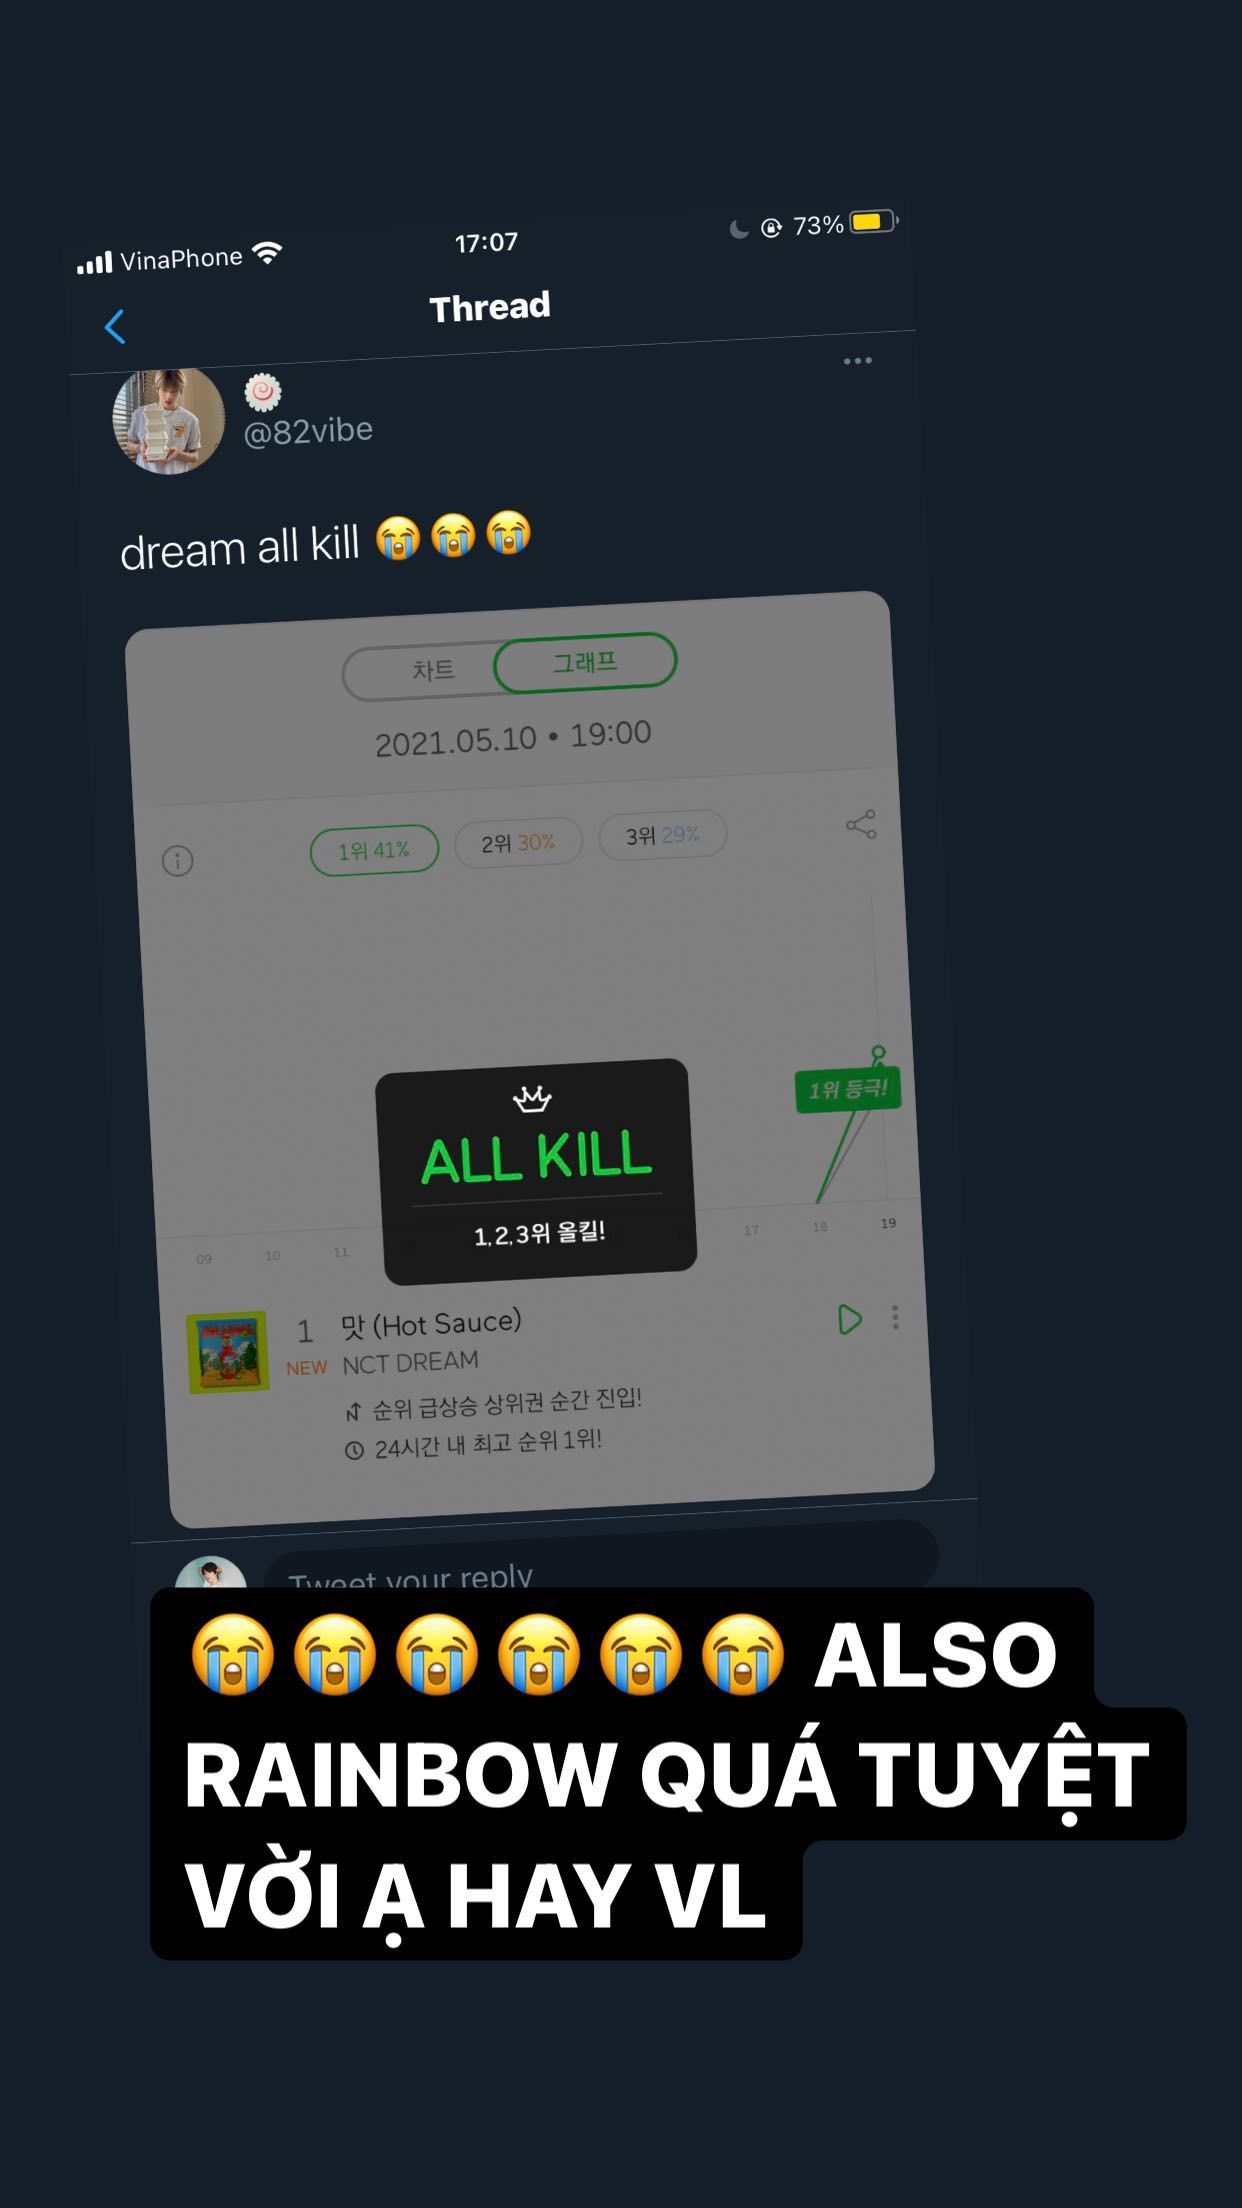 VinaPhone 17:07 73%
Thread
@82vibe
dream all kill 😭😭😭
차트 그래프
2021.05.10 • 19:00
1위 41% 2위 30% 3위 29%
1위 등극!
ALL KILL
1,2,3위 올킬!
09 10 11 17 18 19
1 맛 (Hot Sauce)
NEW NCT DREAM
순위 급상승 상위권 순간 진입!
24시간 내 최고 순위 1위!
Tweet your reply
😭😭😭😭😭😭 ALSO
RAINBOW QUÁ TUYỆT
VỜI Ạ HAY VL